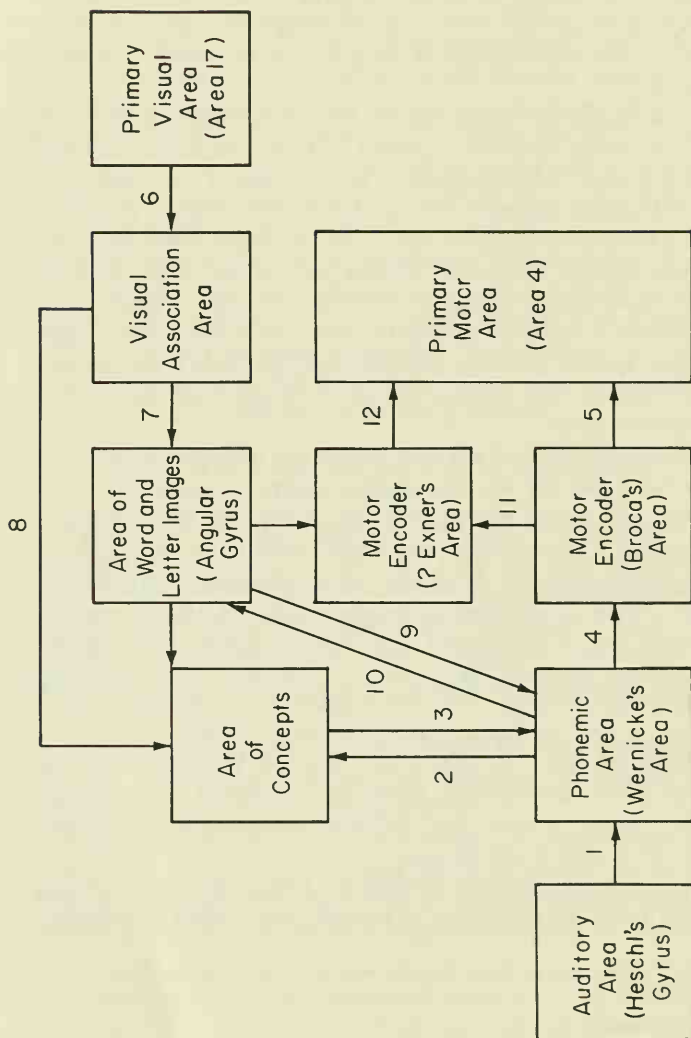 8
Area of
Word and
Letter Images
(Angular
Gyrus)
7
Visual
Association
Area
6
Primary
Visual
Area
(Area 17)
Area
of
Concepts
10
9
2
3
Motor
Encoder
(? Exner's
Area)
12
Primary
Motor
Area
(Area 4)
11
Auditory
Area
(Heschl's
Gyrus)
1
Phonemic
Area
(Wernicke's
Area)
4
Motor
Encoder
(Broca's
Area)
5